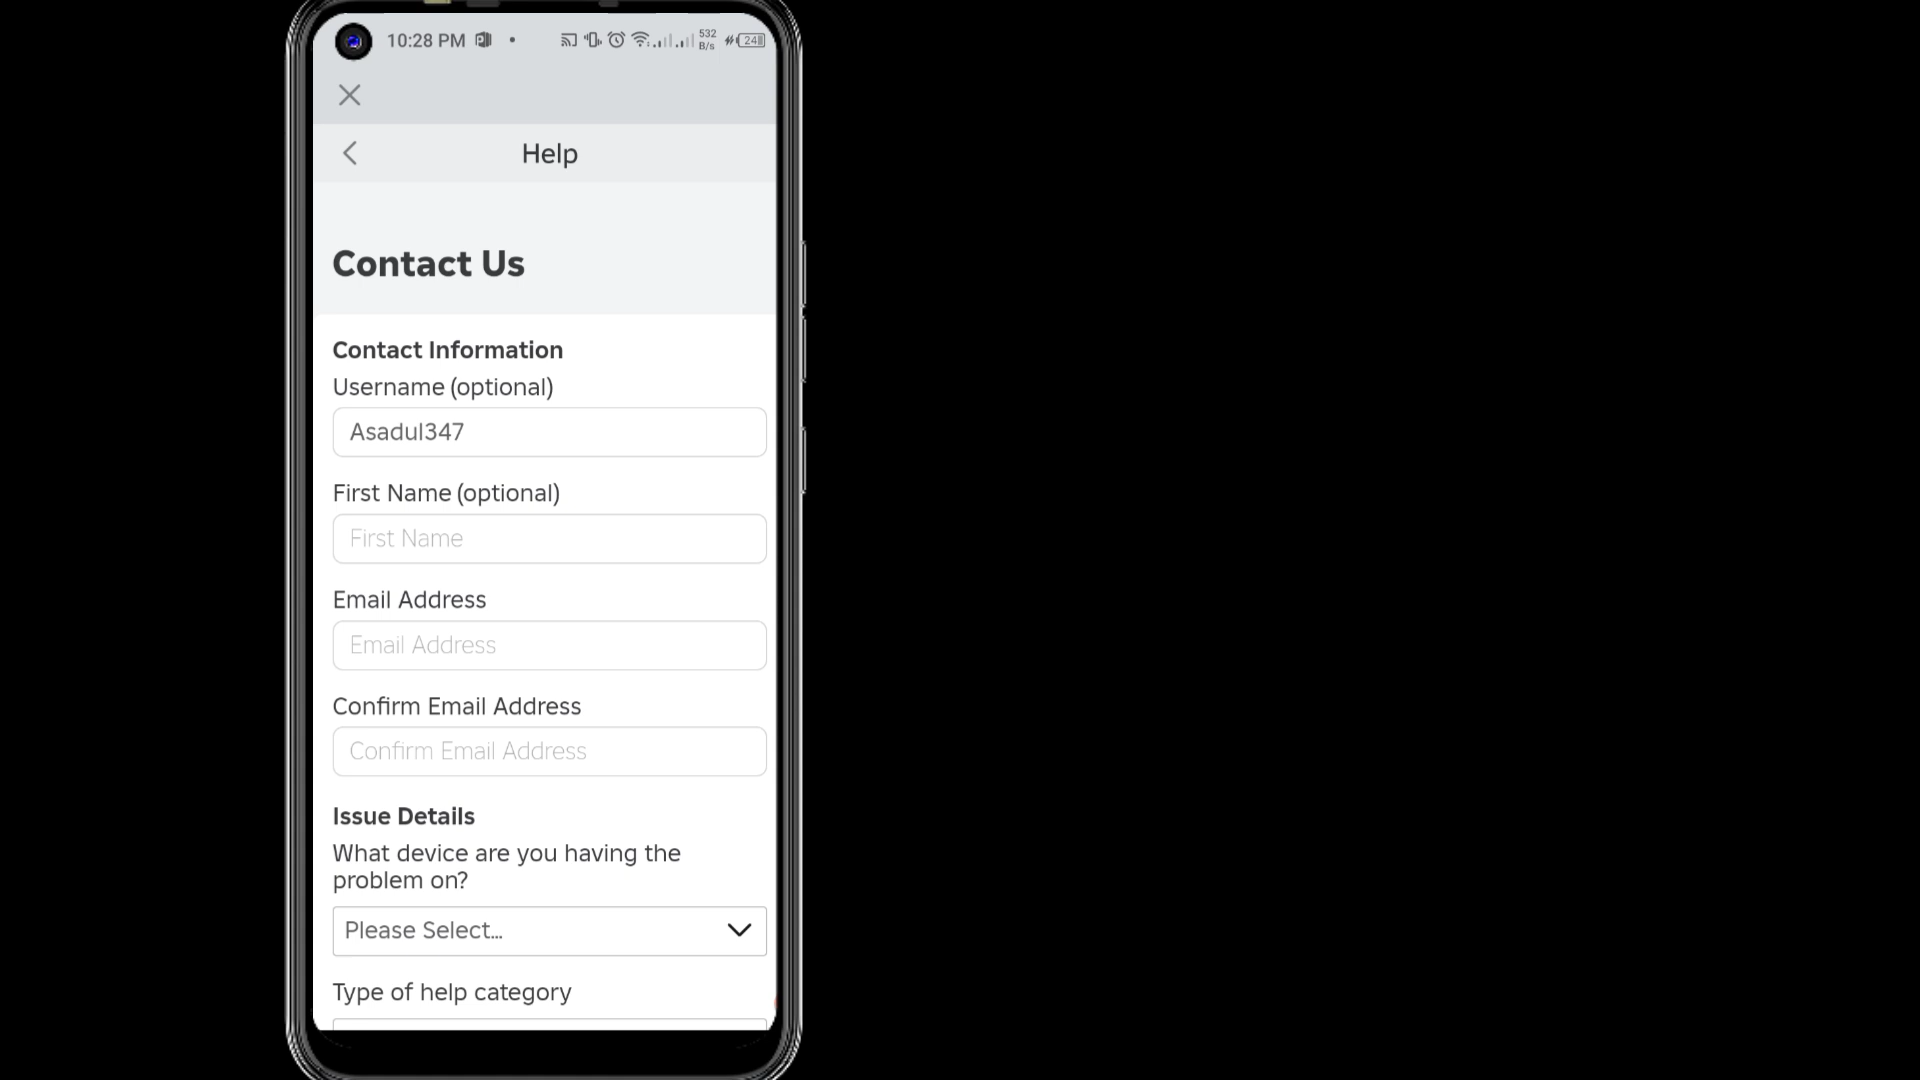 10:28 PM
532
B/s
24
Help
Contact Us
Contact Information
Username (optional)
Asadul347
First Name (optional)
First Name
Email Address
Email Address
Confirm Email Address
Confirm Email Address
Issue Details
What device are you having the
problem on?
Please Select...
Type of help category